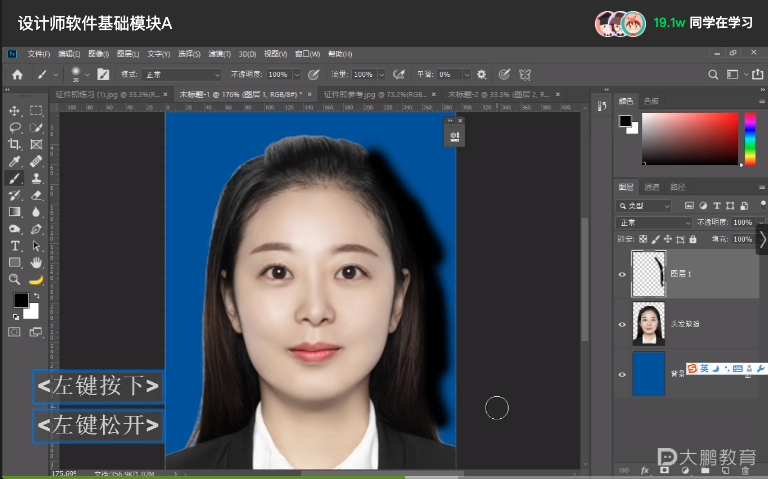 设计师软件基础模块A
19.1w 同学在学习
文件(F) 编辑(E) 图像(I) 图层(L) 文字(Y) 选择(S) 滤镜(T) 3D(D) 视图(V) 窗口(W) 帮助(H)
模式: 正常 不透明度: 100% 流量: 100% 平滑: 0%
证件照练习 (1).jpg @ 33.3%(R... × 未标题-1 @ 176% (图层 1, RGB/8#) * × 证件照参考.jpg @ 73.2%(RGB... × 未标题-2 @ 33.3% (图层 2, R... ×
颜色 色板
图层 通道 路径
类型
正常 不透明度: 100%
锁定: 填充: 100%
图层 1
背景
英
<左键按下>
<左键松开>
大鹏教育
175.69% 文档:356.9K/1.02M